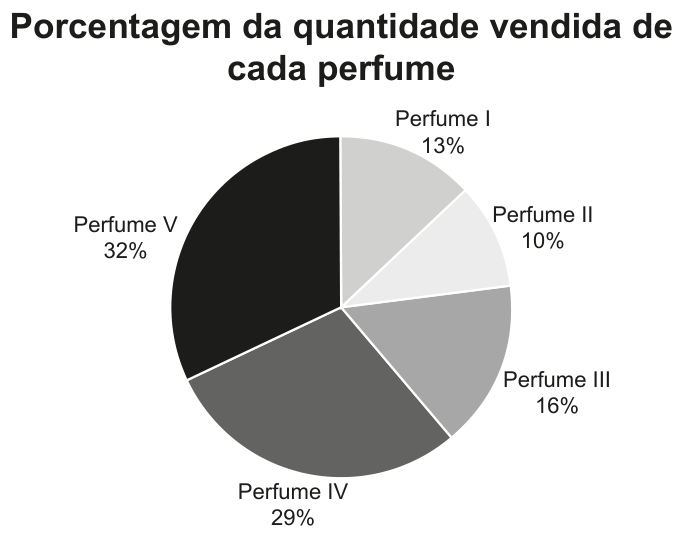 Porcentagem da quantidade vendida de
cada perfume
Perfume I
13%
Perfume II
10%
Perfume III
16%
Perfume IV
29%
Perfume V
32%